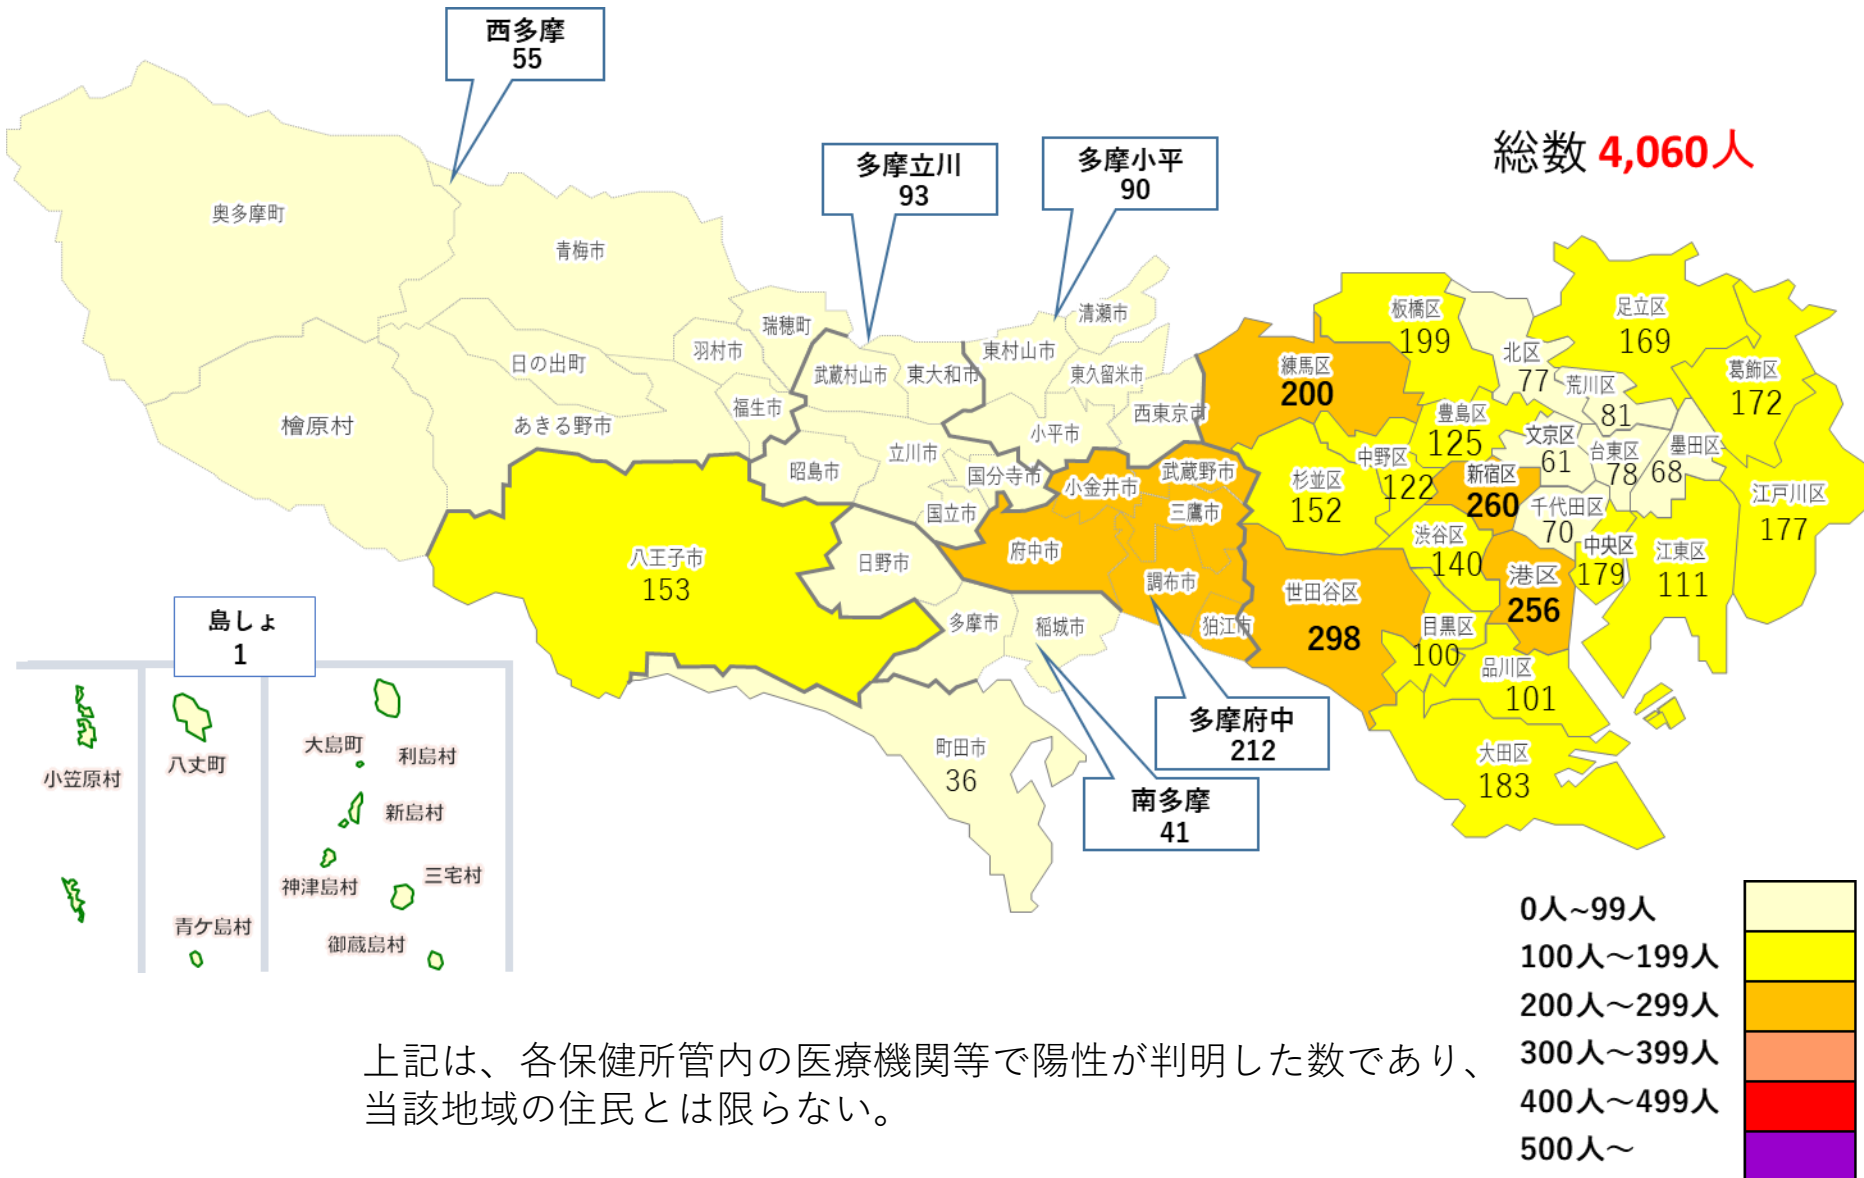 西多摩
55
多摩立川
93
多摩小平
90
総数 4,060人
奥多摩町
青梅市
瑞穂町
羽村市
日の出町
福生市
檜原村
あきる野市
武蔵村山市
東大和市
東村山市
清瀬市
東久留米市
西東京市
小平市
昭島市
立川市
国分寺市
国立市
小金井市
武蔵野市
三鷹市
府中市
調布市
狛江市
八王子市
153
日野市
多摩市
稲城市
町田市
36
多摩府中
212
南多摩
41
板橋区
199
練馬区
200
北区
77
足立区
169
葛飾区
172
荒川区
81
豊島区
125
文京区
61
台東区
78
墨田区
68
中野区
122
杉並区
152
新宿区
260
千代田区
70
江戸川区
177
渋谷区
140
中央区
179
江東区
111
港区
256
世田谷区
298
目黒区
100
品川区
101
大田区
183
島しょ
1
小笠原村
八丈町
青ケ島村
大島町
利島村
新島村
神津島村
三宅村
御蔵島村
0人~99人
100人～199人
200人～299人
300人～399人
400人～499人
500人～
上記は、各保健所管内の医療機関等で陽性が判明した数であり、
当該地域の住民とは限らない。